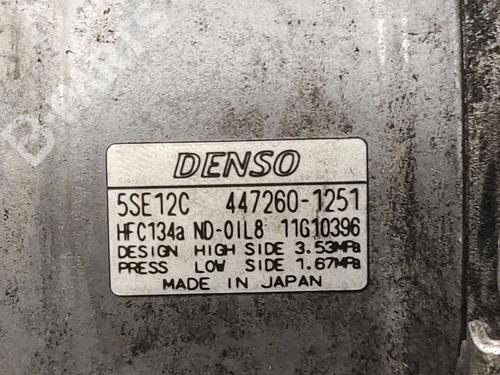 DENSO
5SE12C 447260-1251
HFC134a ND-OIL8 11G10396
DESIGN HIGH SIDE 3.53MPa
PRESS LOW SIDE 1.67MPa
MADE IN JAPAN